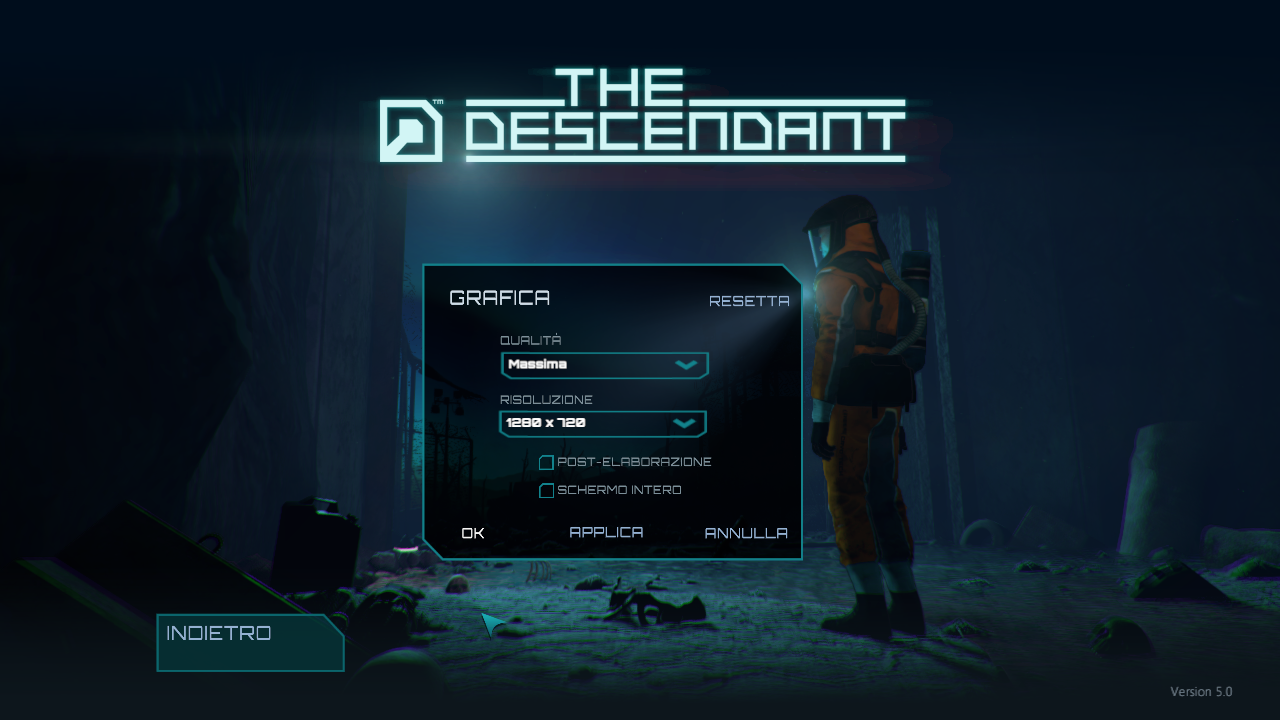 THE
DESCENDANT
TM
GRAFICA
RESETTA
QUALITÀ
Massima
RISOLUZIONE
1280 x 720
POST-ELABORAZIONE
SCHERMO INTERO
OK
APPLICA
ANNULLA
INDIETRO
Version 5.0